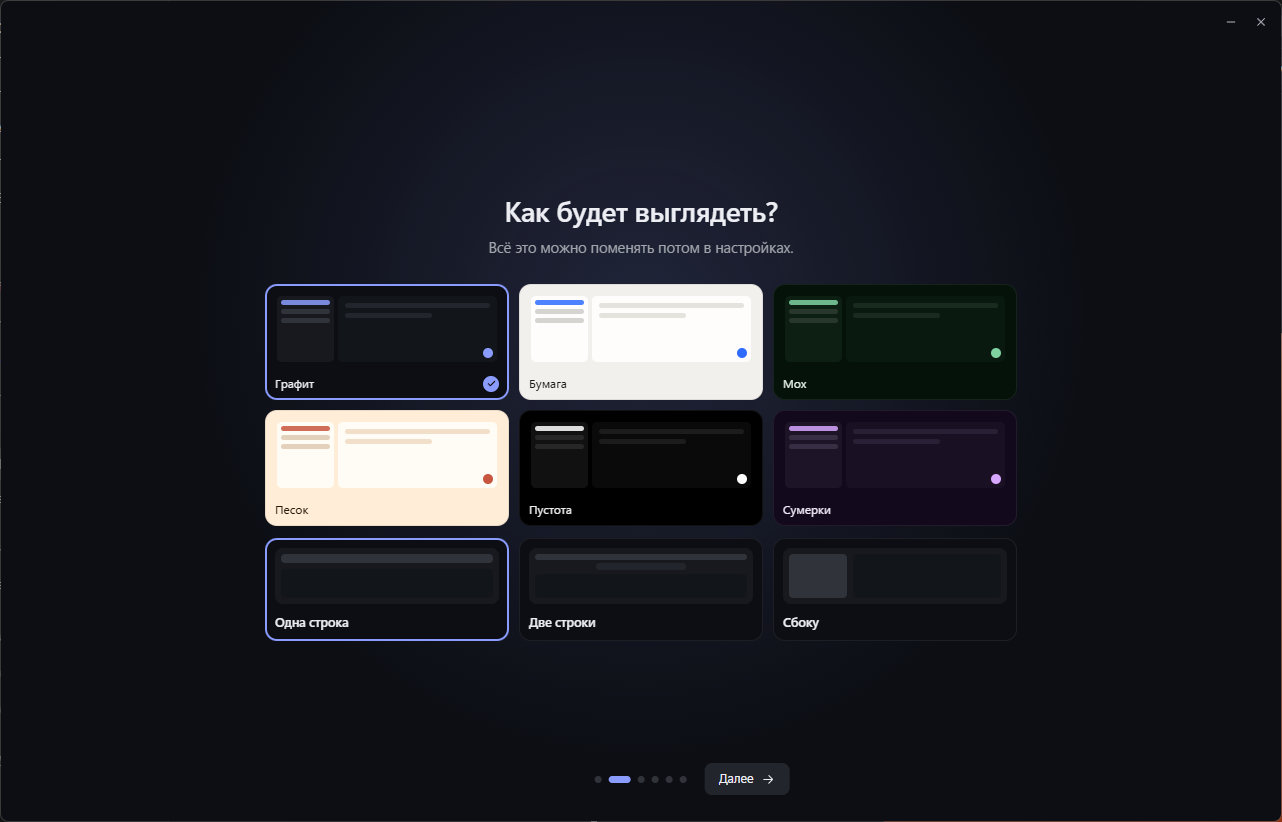 Как будет выглядеть?
Всё это можно поменять потом в настройках.
Графит
Бумага
Мох
Песок
Пустота
Сумерки
Одна строка
Две строки
Сбоку
Далее